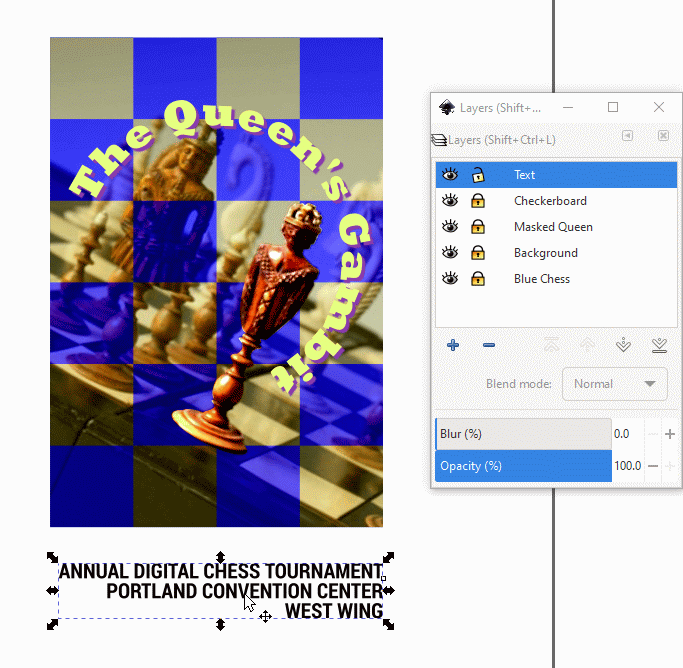 The Queen's Gambit
ANNUAL DIGITAL CHESS TOURNAMENT
PORTLAND CONVENTION CENTER
WEST WING
Layers (Shift+...
Layers (Shift+Ctrl+L)
Text
Checkerboard
Masked Queen
Background
Blue Chess
Blend mode: Normal
Blur (%) 0.0
Opacity (%) 100.0